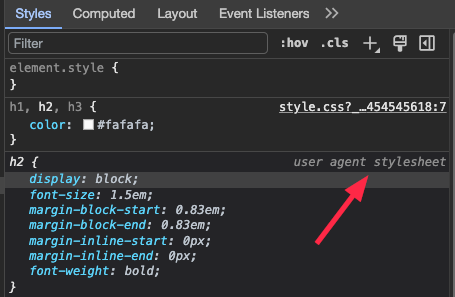 Styles Computed Layout Event Listeners >>
Filter :hov .cls
element.style {
}
h1, h2, h3 { style.css?_…454545618:7
color: #fafafa;
}
h2 { user agent stylesheet
display: block;
font-size: 1.5em;
margin-block-start: 0.83em;
margin-block-end: 0.83em;
margin-inline-start: 0px;
margin-inline-end: 0px;
font-weight: bold;
}